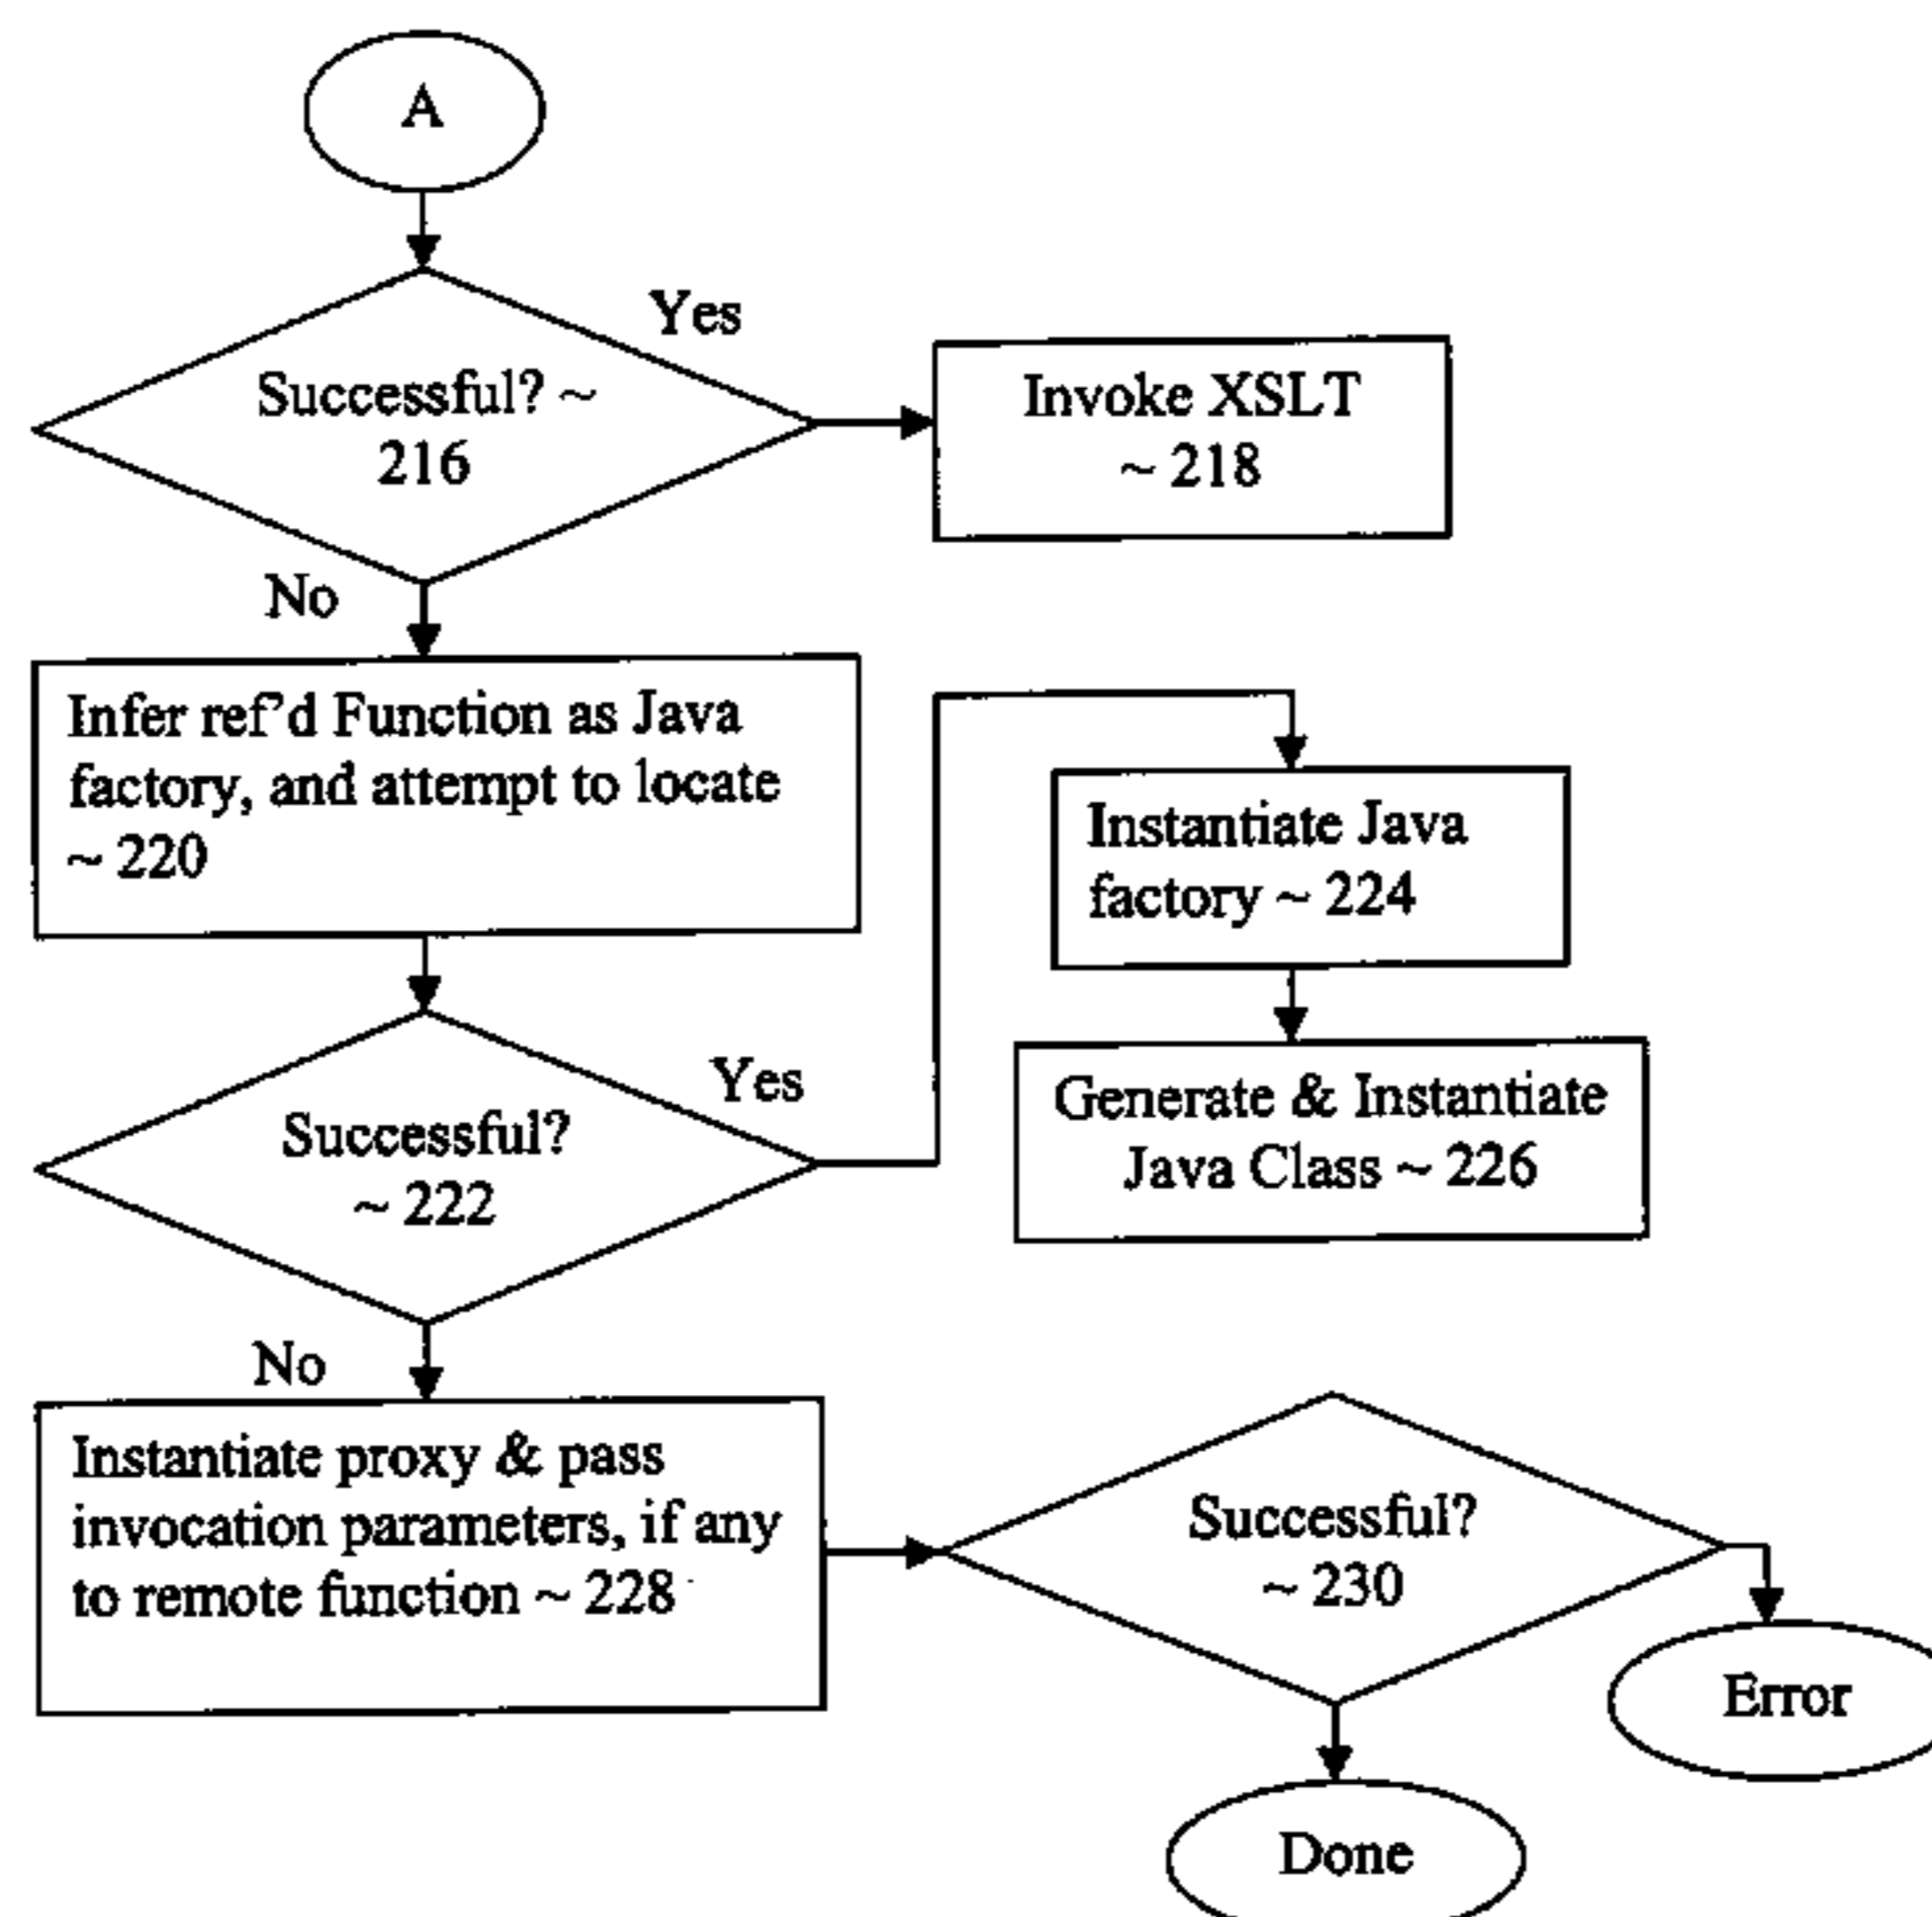 A
Yes
Successful? ~
216
Invoke XSLT
~ 218
No
Infer ref'd Function as Java
factory, and attempt to locate
~ 220
Instantiate Java
factory ~ 224
Yes
Successful?
~ 222
Generate & Instantiate
Java Class ~ 226
No
Instantiate proxy & pass
invocation parameters, if any
to remote function ~ 228
Successful?
~ 230
Error
Done